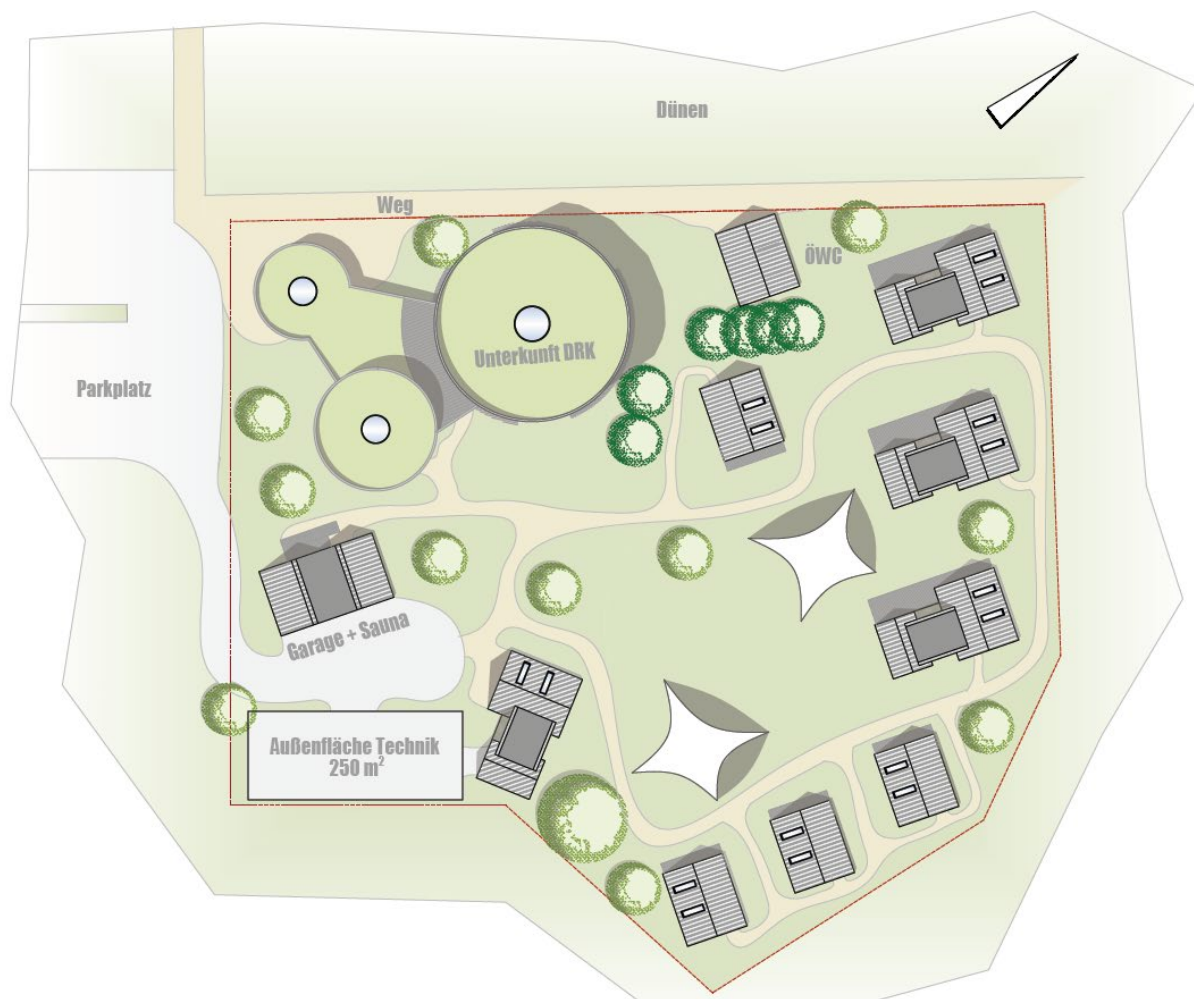 Dünen
Weg
ÖWC
Unterkunft DRK
Parkplatz
Garage + Sauna
Außenfläche Technik
250 m²